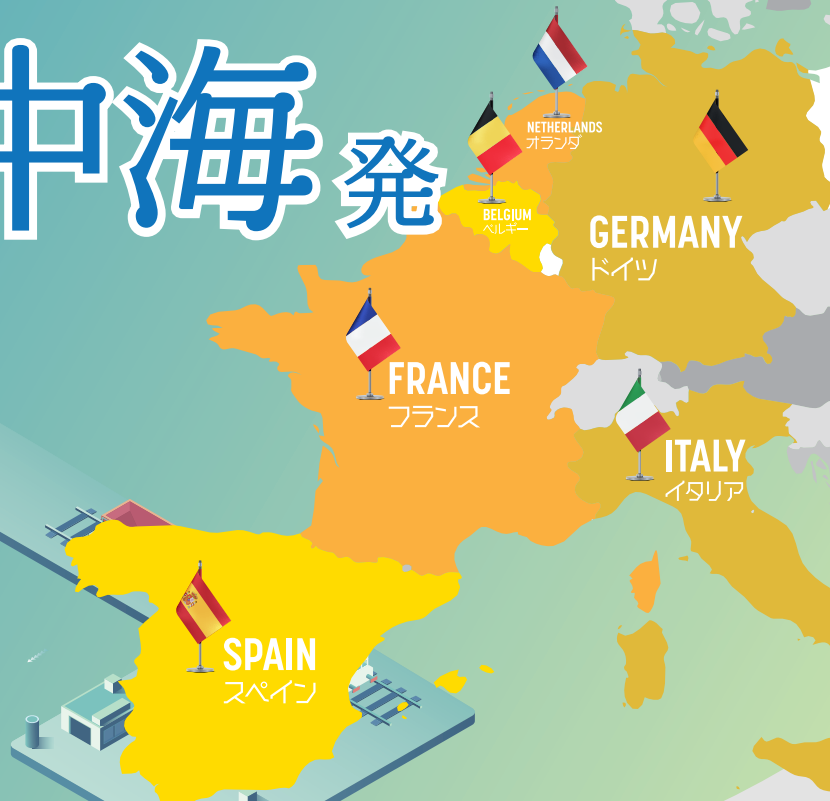 中海発
NETHERLANDS
オランダ
BELGIUM
ベルギー
GERMANY
ドイツ
FRANCE
フランス
ITALY
イタリア
SPAIN
スペイン